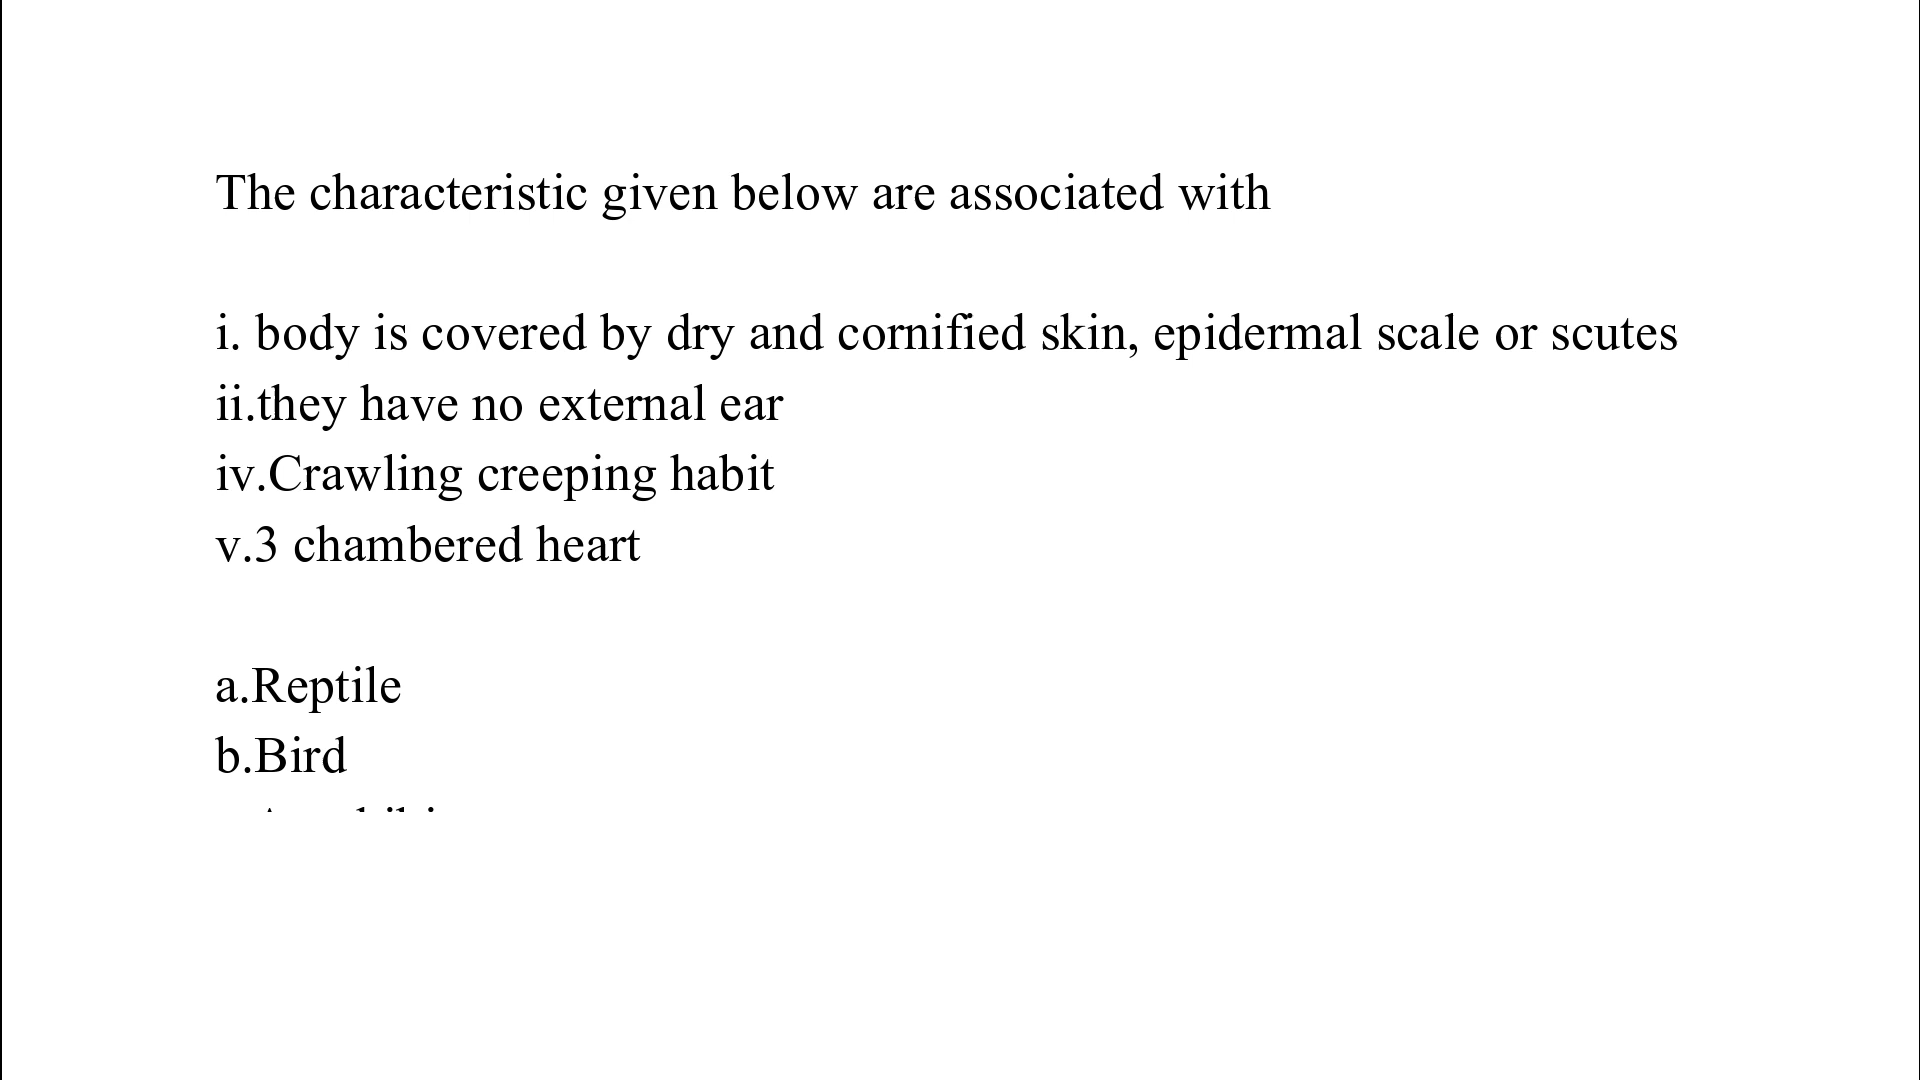 The characteristic given below are associated with
i. body is covered by dry and cornified skin, epidermal scale or scutes
ii.they have no external ear
iv.Crawling creeping habit
v.3 chambered heart
a.Reptile
b.Bird